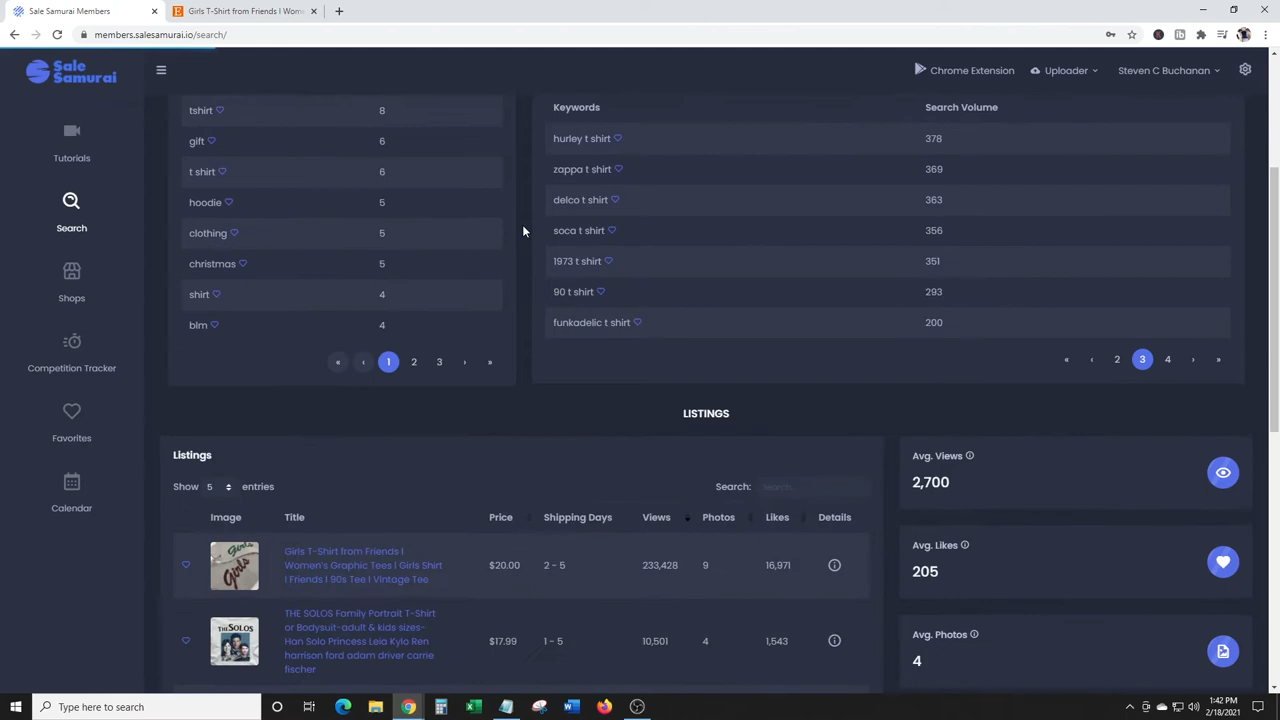 Sale Samurai Members
Girls T-Shirt from Friends I Wom
members.salesamurai.io/search/
Sale Samurai
Chrome Extension
Uploader
Steven C Buchanan
Tutorials
Search
Shops
Competition Tracker
Favorites
Calendar
tshirt 8
gift 6
t shirt 6
hoodie 5
clothing 5
christmas 5
shirt 4
blm 4
« ‹ 1 2 3 › »
Keywords Search Volume
hurley t shirt 378
zappa t shirt 369
delco t shirt 363
soca t shirt 356
1973 t shirt 351
90 t shirt 293
funkadelic t shirt 200
« ‹ 2 3 4 › »
LISTINGS
Listings
Show 5 entries
Search: search...
Image Title Price Shipping Days Views Photos Likes Details
Girls T-Shirt from Friends I
Women's Graphic Tees I Girls Shirt
I Friends I 90s Tee I Vintage Tee
$20.00 2 - 5 233,428 9 16,971
THE SOLOS Family Portrait T-Shirt
or Bodysuit-adult & kids sizes-
Han Solo Princess Leia Kylo Ren
harrison ford adam driver carrie
fischer
$17.99 1 - 5 10,501 4 1,543
THE SOLOS
Avg. Views
2,700
Avg. Likes
205
Avg. Photos
4
Type here to search
1:42 PM
2/18/2021